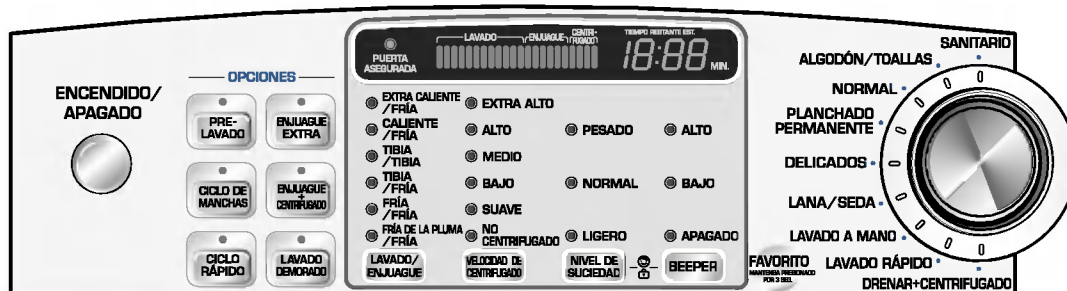 ENCENDIDO/
APAGADO
OPCIONES
PRE-
LAVADO
ENJUAGUE
EXTRA
CICLO DE
MANCHAS
ENJUAGUE
+
CENTRIFUGADO
CICLO
RÁPIDO
LAVADO
DEMORADO
PUERTA
ASEGURADA
LAVADO
ENJUAGUE
CENTRI-
FUGADO
TIEMPO RESTANTE EST.
18:88 MIN.
EXTRA CALIENTE
/FRÍA
CALIENTE
/FRÍA
TIBIA
/TIBIA
TIBIA
/FRÍA
FRÍA
/FRÍA
FRÍA DE LA PLUMA
/FRÍA
LAVADO/
ENJUAGUE
EXTRA ALTO
ALTO
MEDIO
BAJO
SUAVE
NO
CENTRIFUGADO
VELOCIDAD DE
CENTRIFUGADO
PESADO
NORMAL
LIGERO
NIVEL DE
SUCIEDAD
ALTO
BAJO
APAGADO
BEEPER
FAVORITO
MANTENGA PRESIONADO
POR 3 SEG.
SANITARIO
ALGODÓN/TOALLAS
NORMAL
PLANCHADO
PERMANENTE
DELICADOS
LANA/SEDA
LAVADO A MANO
LAVADO RÁPIDO
DRENAR+CENTRIFUGADO